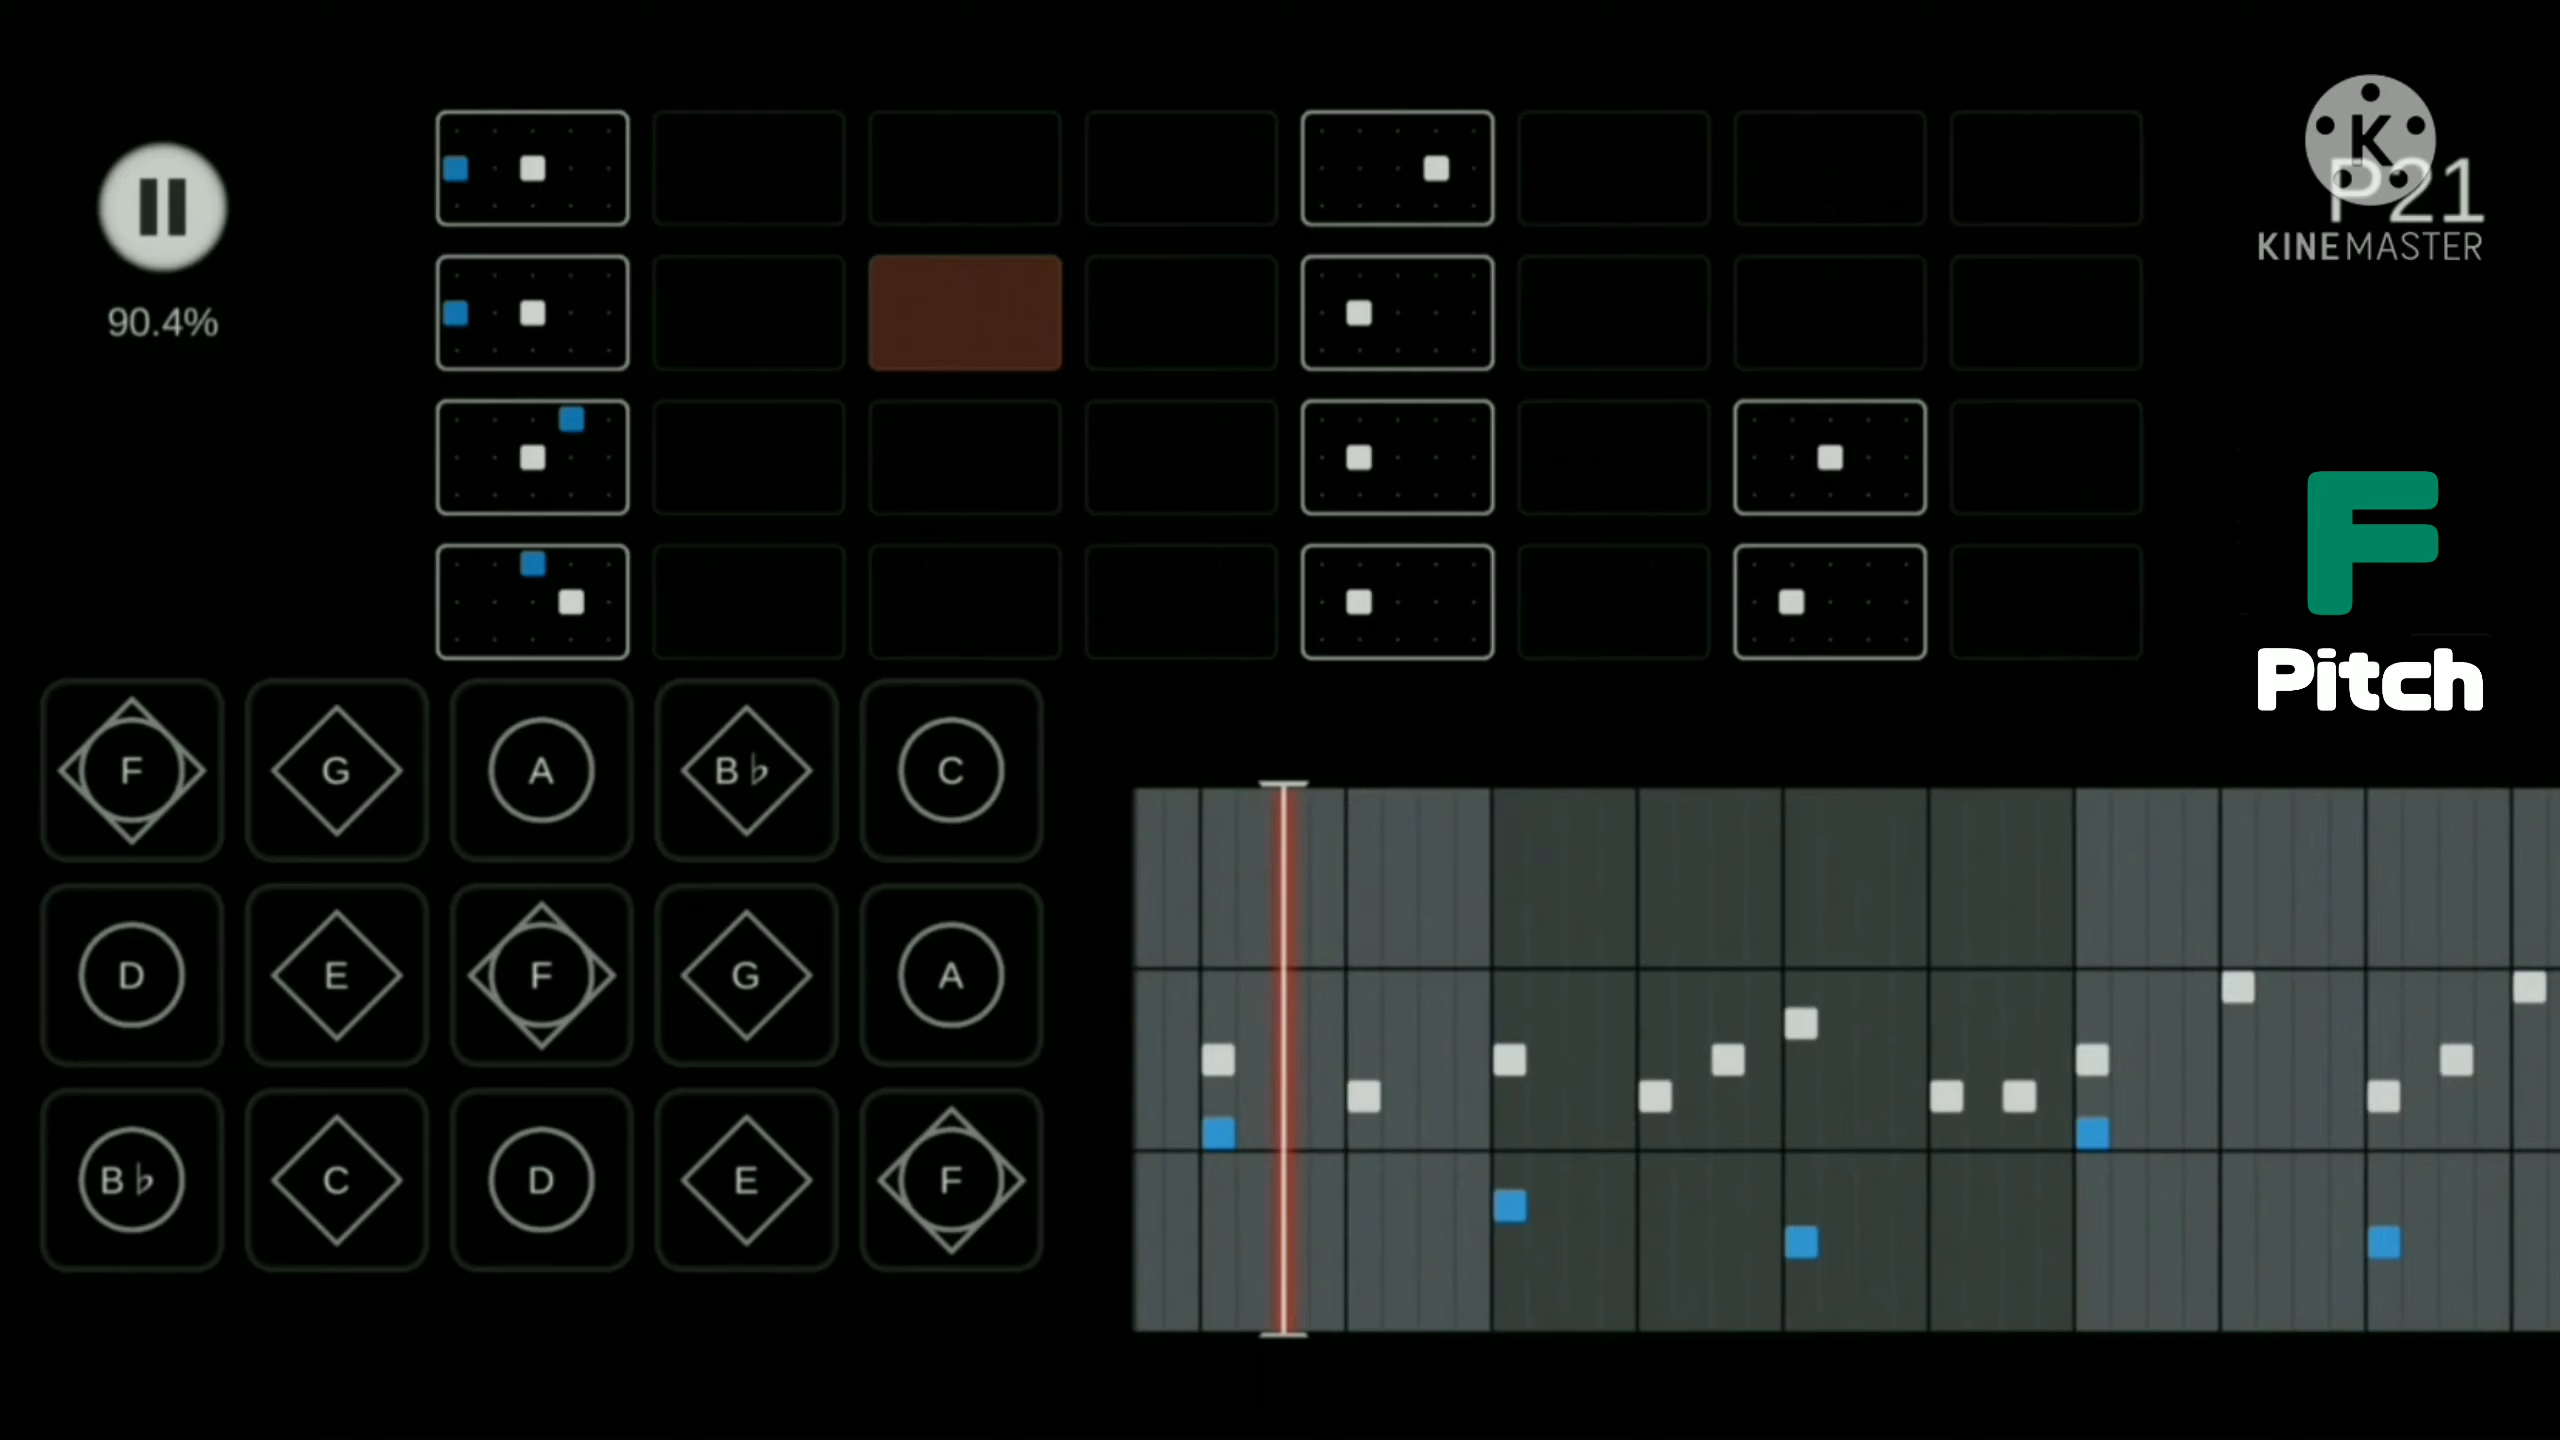 K
P21
KINEMASTER
90.4%
F
Pitch
F G A B♭ C
D E F G A
B♭ C D E F